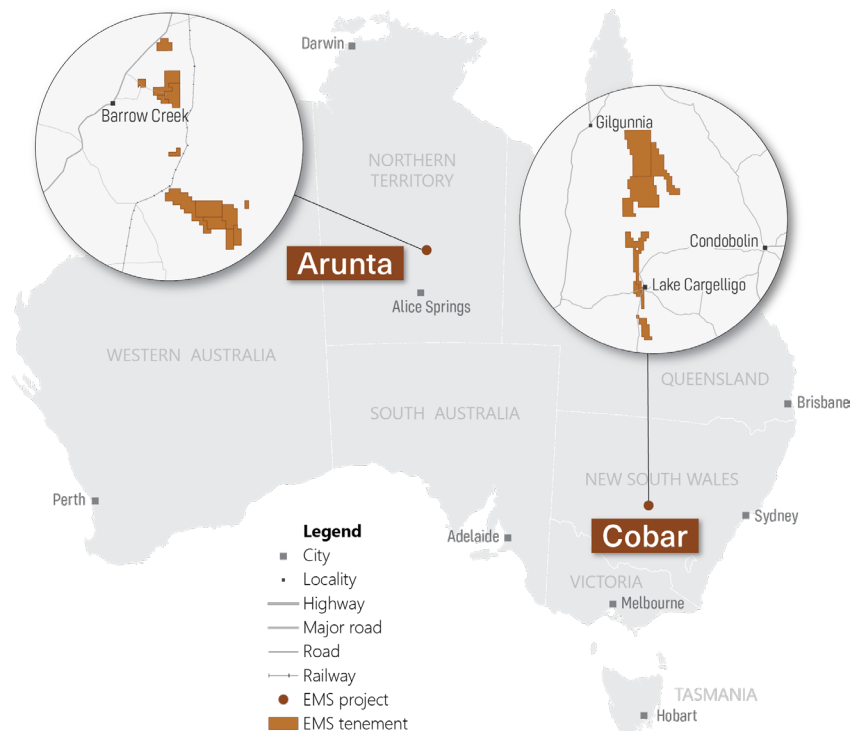 Darwin
Barrow Creek
Gilgunnia
NORTHERN
TERRITORY
Condobolin
Arunta
Lake Cargelligo
Alice Springs
WESTERN AUSTRALIA
QUEENSLAND
Brisbane
SOUTH AUSTRALIA
NEW SOUTH WALES
Perth
Sydney
Cobar
Adelaide
Legend
City
Locality
VICTORIA
Highway
Melbourne
Major road
Road
Railway
EMS project
TASMANIA
Hobart
EMS tenement